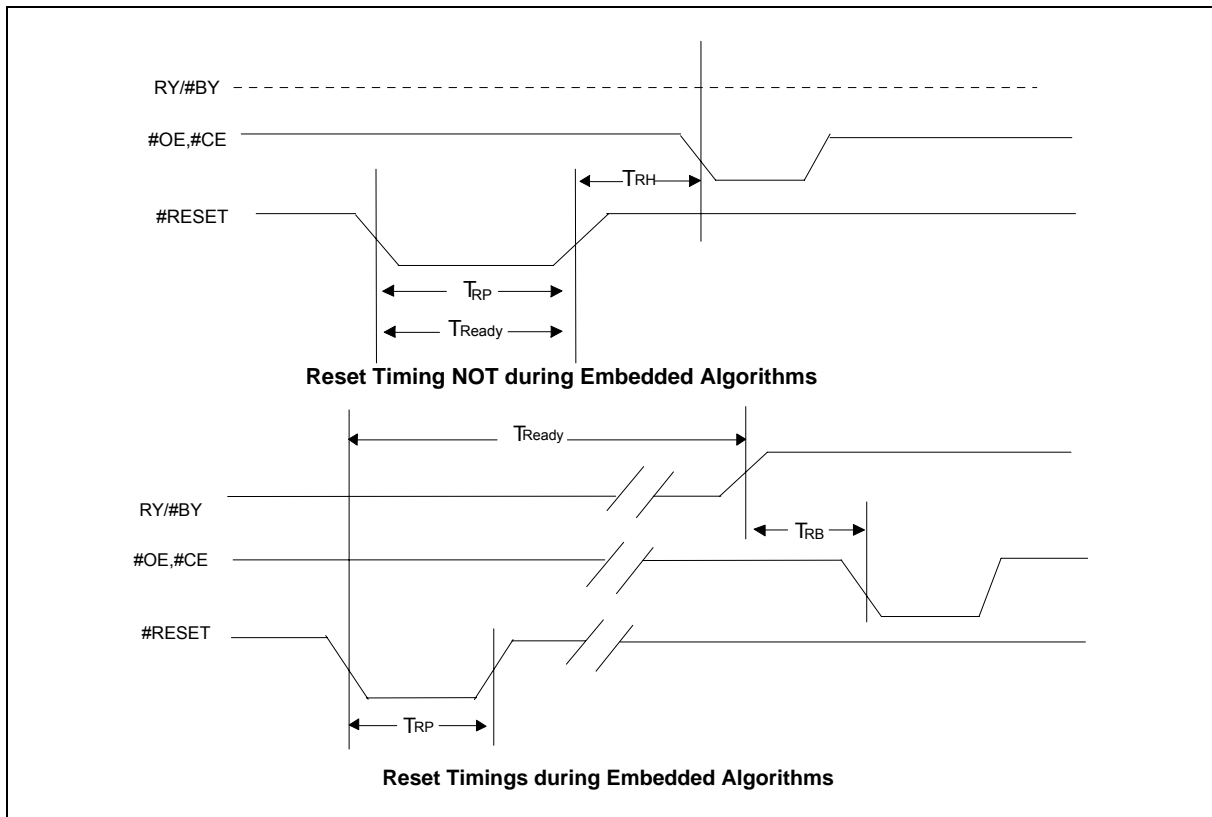 RY/#BY
#OE,#CE
TRH
#RESET
TRP
TReady
Reset Timing NOT during Embedded Algorithms
TReady
RY/#BY
TRB
#OE,#CE
#RESET
TRP
Reset Timings during Embedded Algorithms